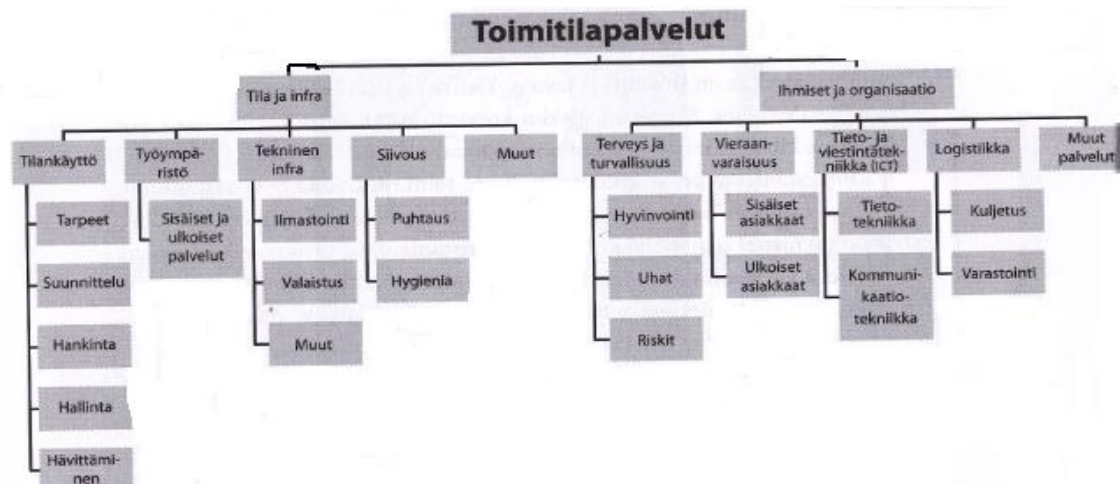 Toimitilapalvelut
Tila ja infra
Ihmiset ja organisaatio
Tilankäyttö
Työympä-
ristö
Tekninen
infra
Siivous
Muut
Terveys ja
turvallisuus
Vieraan-
varaisuus
Tieto- ja
viestintätek-
niikka (ICT)
Logistiikka
Muut
palvelut
Tarpeet
Suunnittelu
Hankinta
Hallinta
Hävittämi-
nen
Sisäiset ja
ulkoiset
palvelut
Ilmastointi
Valaistus
Muut
Puhtaus
Hygienia
Hyvinvointi
Uhat
Riskit
Sisäiset
asiakkaat
Ulkoiset
asiakkaat
Tieto-
tekniikka
Kommuni-
kaatio-
tekniikka
Kuljetus
Varastointi